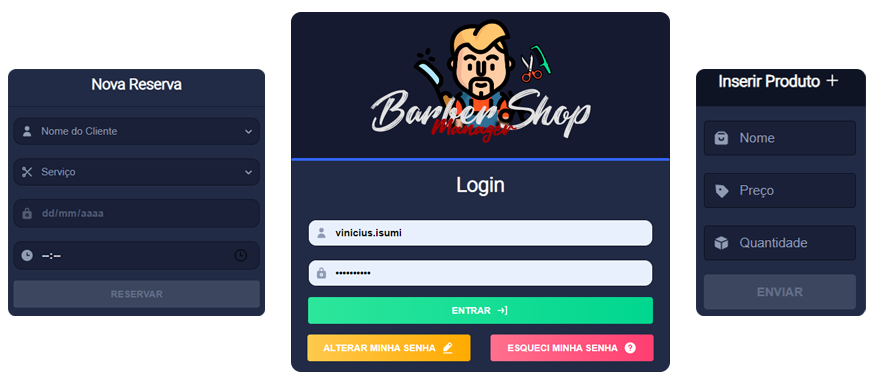 Nova Reserva
Nome do Cliente
Serviço
dd/mm/aaaa
--:--
RESERVAR
Barber Shop
Manager
Login
vinicius.isumi
••••••••••
ENTRAR
ALTERAR MINHA SENHA
ESQUECI MINHA SENHA
?
Inserir Produto +
Nome
Preço
Quantidade
ENVIAR